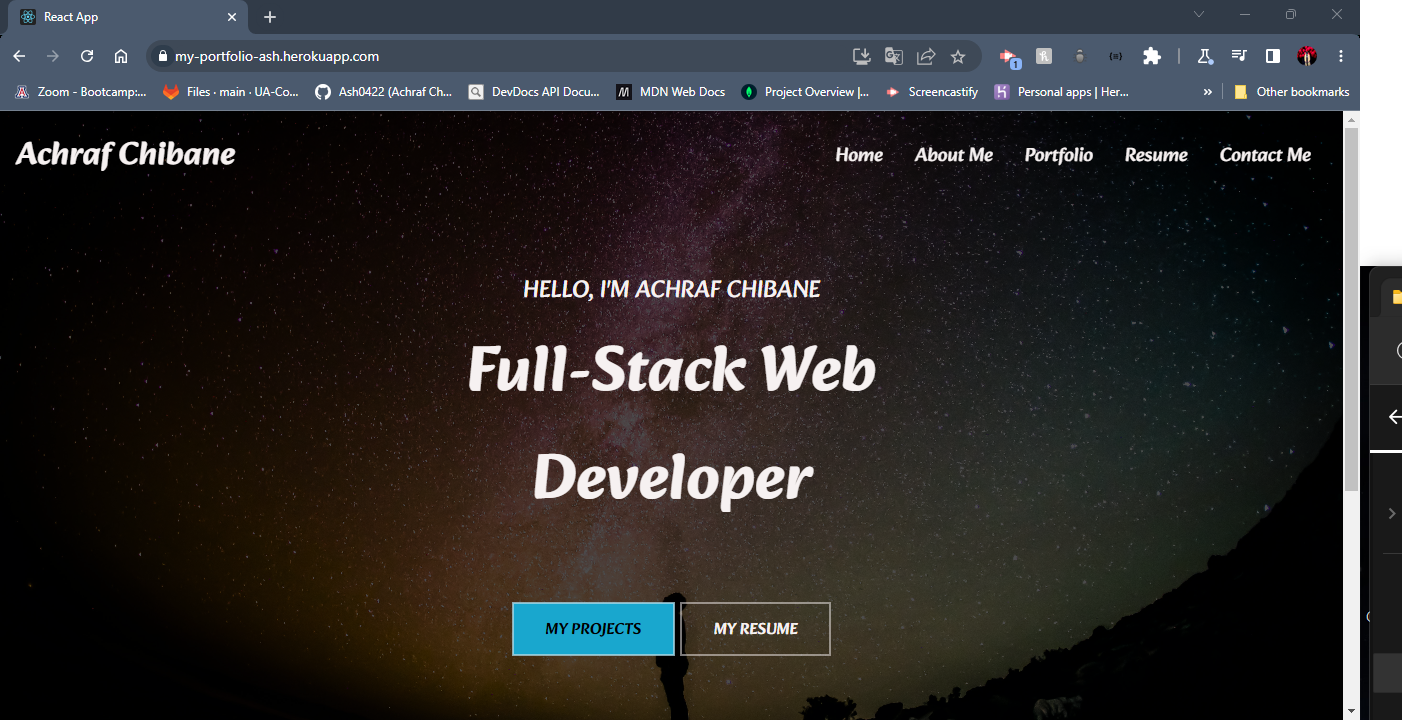 React App
my-portfolio-ash.herokuapp.com
1
Zoom - Bootcamp:... Files · main · UA-Co... Ash0422 (Achraf Ch... DevDocs API Docu... MDN Web Docs Project Overview |... Screencastify Personal apps | Her... » Other bookmarks
Achraf Chibane Home About Me Portfolio Resume Contact Me
HELLO, I'M ACHRAF CHIBANE
Full-Stack Web
Developer
MY PROJECTS MY RESUME